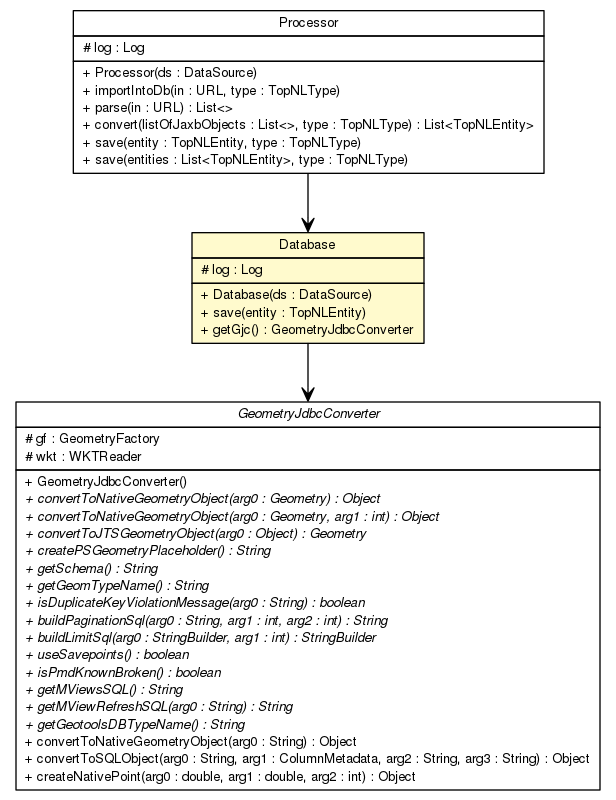 Processor
# log : Log
+ Processor(ds : DataSource)
+ importIntoDb(in : URL, type : TopNLType)
+ parse(in : URL) : List<>
+ convert(listOfJaxbObjects : List<>, type : TopNLType) : List<TopNLEntity>
+ save(entity : TopNLEntity, type : TopNLType)
+ save(entities : List<TopNLEntity>, type : TopNLType)
Database
# log : Log
+ Database(ds : DataSource)
+ save(entity : TopNLEntity)
+ getGjc() : GeometryJdbcConverter
GeometryJdbcConverter
# gf : GeometryFactory
# wkt : WKTReader
+ GeometryJdbcConverter()
+ convertToNativeGeometryObject(arg0 : Geometry) : Object
+ convertToNativeGeometryObject(arg0 : Geometry, arg1 : int) : Object
+ convertToJTSGeometryObject(arg0 : Object) : Geometry
+ createPSGeometryPlaceholder() : String
+ getSchema() : String
+ getGeomTypeName() : String
+ isDuplicateKeyViolationMessage(arg0 : String) : boolean
+ buildPaginationSql(arg0 : String, arg1 : int, arg2 : int) : String
+ buildLimitSql(arg0 : StringBuilder, arg1 : int) : StringBuilder
+ useSavepoints() : boolean
+ isPmdKnownBroken() : boolean
+ getMViewsSQL() : String
+ getMViewRefreshSQL(arg0 : String) : String
+ getGeotoolsDBTypeName() : String
+ convertToNativeGeometryObject(arg0 : String) : Object
+ convertToSQLObject(arg0 : String, arg1 : ColumnMetadata, arg2 : String, arg3 : String) : Object
+ createNativePoint(arg0 : double, arg1 : double, arg2 : int) : Object